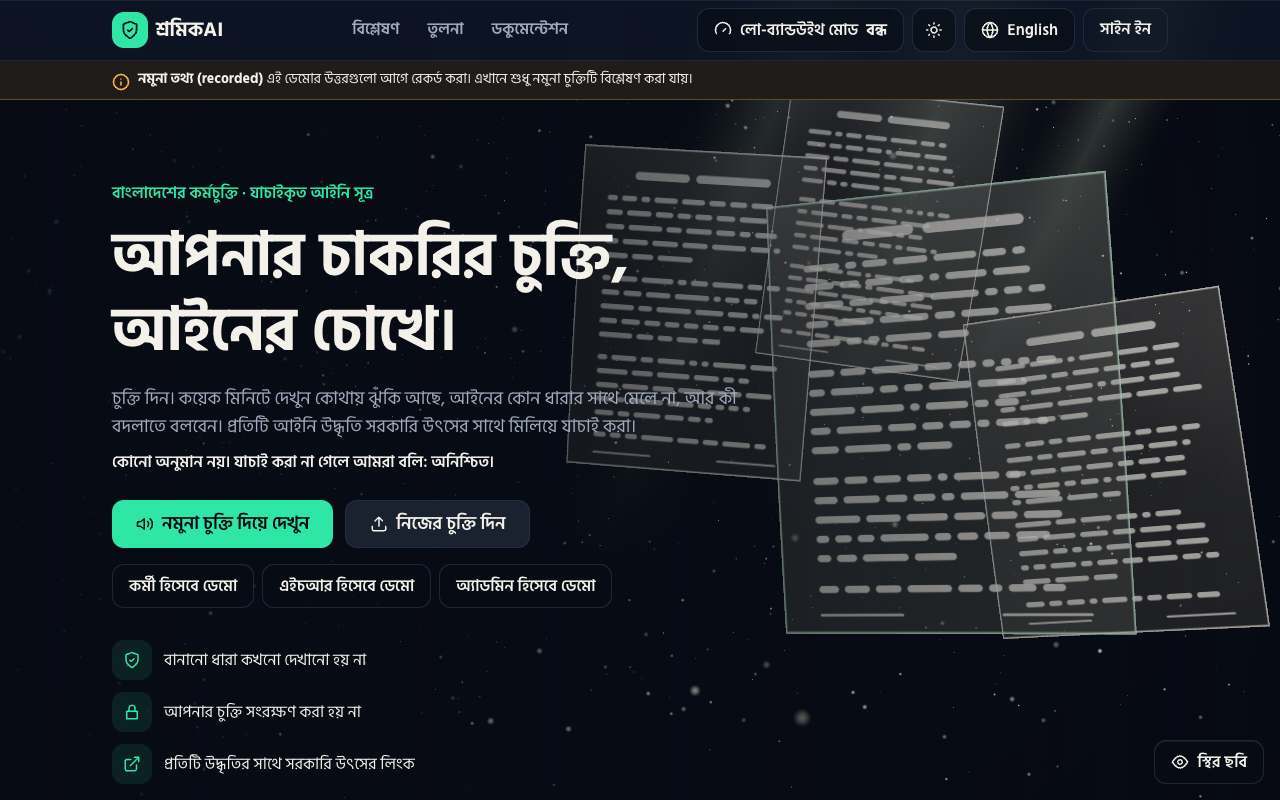 শ্রমিকAI
বিশ্লেষণ
তুলনা
ডকুমেন্টেশন
লো-ব্যান্ডউইথ মোড বন্ধ
English
সাইন ইন
নমুনা তথ্য (recorded) এই ডেমোর উত্তরগুলো আগে রেকর্ড করা। এখানে শুধু নমুনা চুক্তিটি বিশ্লেষণ করা যায়।
বাংলাদেশের কর্মচুক্তি · যাচাইকৃত আইনি সূত্র
আপনার চাকরির চুক্তি,
আইনের চোখে।
চুক্তি দিন। কয়েক মিনিটে দেখুন কোথায় ঝুঁকি আছে, আইনের কোন ধারার সাথে মেলে না, আর কী
বদলাতে বলবেন। প্রতিটি আইনি উদ্ধৃতি সরকারি উৎসের সাথে মিলিয়ে যাচাই করা।
কোনো অনুমান নয়। যাচাই করা না গেলে আমরা বলি: অনিশ্চিত।
নমুনা চুক্তি দিয়ে দেখুন
নিজের চুক্তি দিন
কর্মী হিসেবে ডেমো
এইচআর হিসেবে ডেমো
অ্যাডমিন হিসেবে ডেমো
বানানো ধারা কখনো দেখানো হয় না
আপনার চুক্তি সংরক্ষণ করা হয় না
প্রতিটি উদ্ধৃতির সাথে সরকারি উৎসের লিংক
স্থির ছবি